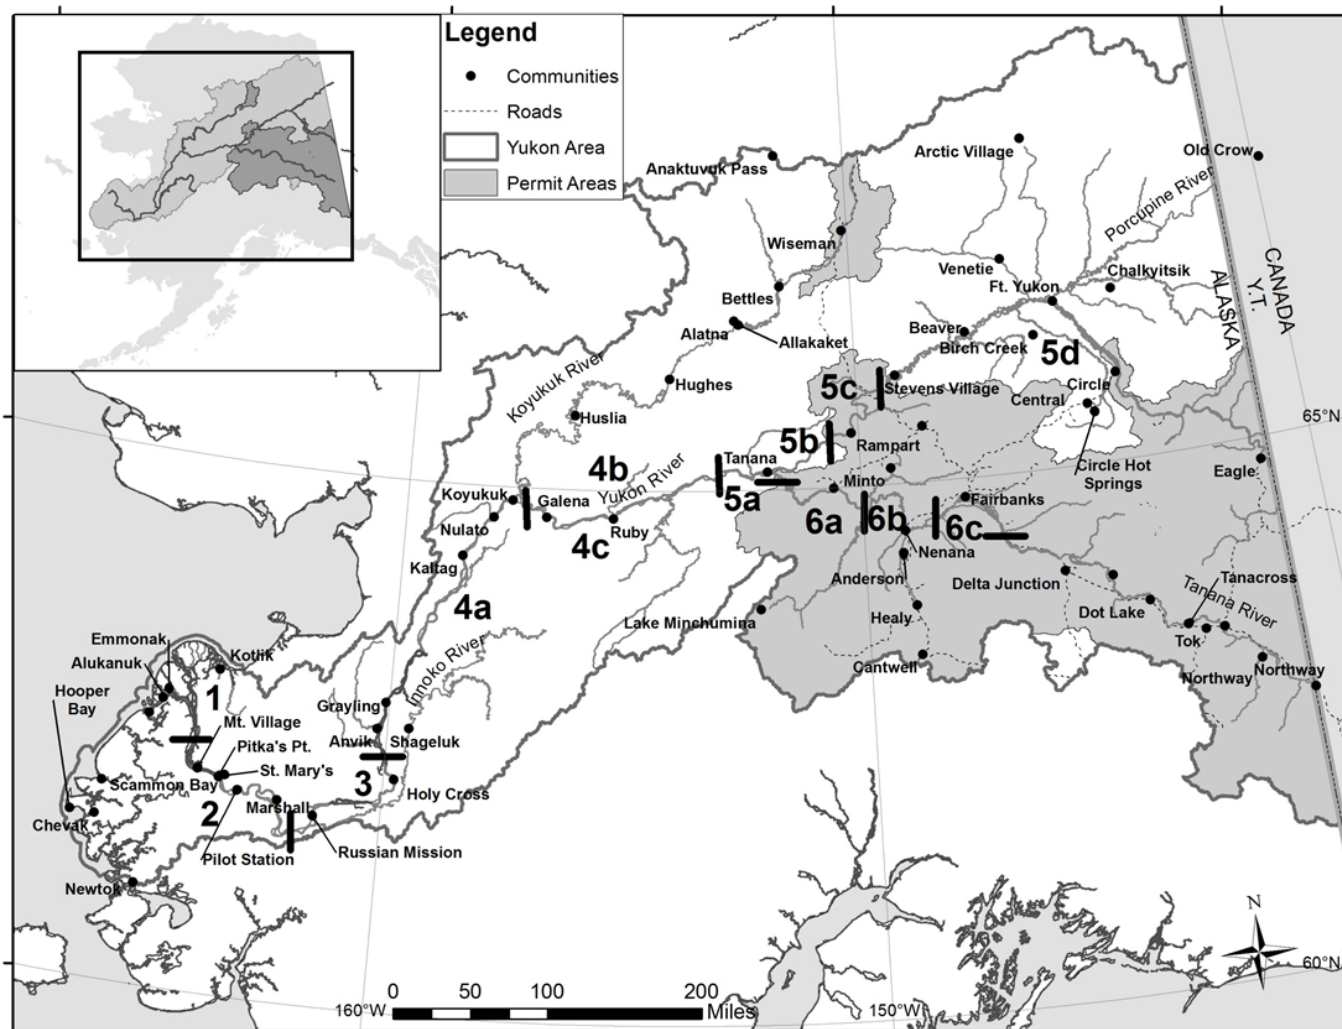 Legend
Communities
Roads
Yukon Area
Permit Areas
Anaktuvuk Pass
Arctic Village
Old Crow
Porcupine River
Wiseman
Venetie
Chalkyitsik
Ft. Yukon
CANADA
Y.T.
ALASKA
Bettles
Alatna
Allakaket
Beaver
Birch Creek
5d
Koyukuk River
Hughes
5c
Stevens Village
Circle
Central
Huslia
65°N
5b
Rampart
4b
Tanana
Circle Hot
Springs
Eagle
Yukon River
Minto
Koyukuk
Galena
5a
Fairbanks
Nulato
Ruby
6a
6b
6c
4c
Nenana
Kaltag
Anderson
Delta Junction
Tanacross
Tanana River
4a
Dot Lake
Lake Minchumina
Healy
Tok
Emmonak
Innoko River
Alukanuk
Kotlik
Cantwell
Northway
Northway
Hooper
Bay
1
Grayling
Mt. Village
Anvik
Shageluk
Pitka's Pt.
St. Mary's
Scammon Bay
3
Holy Cross
2
Marshall
Chevak
Pilot Station
Russian Mission
Newtok
N
60°N
0
50
100
200
Miles
160°W
150°W